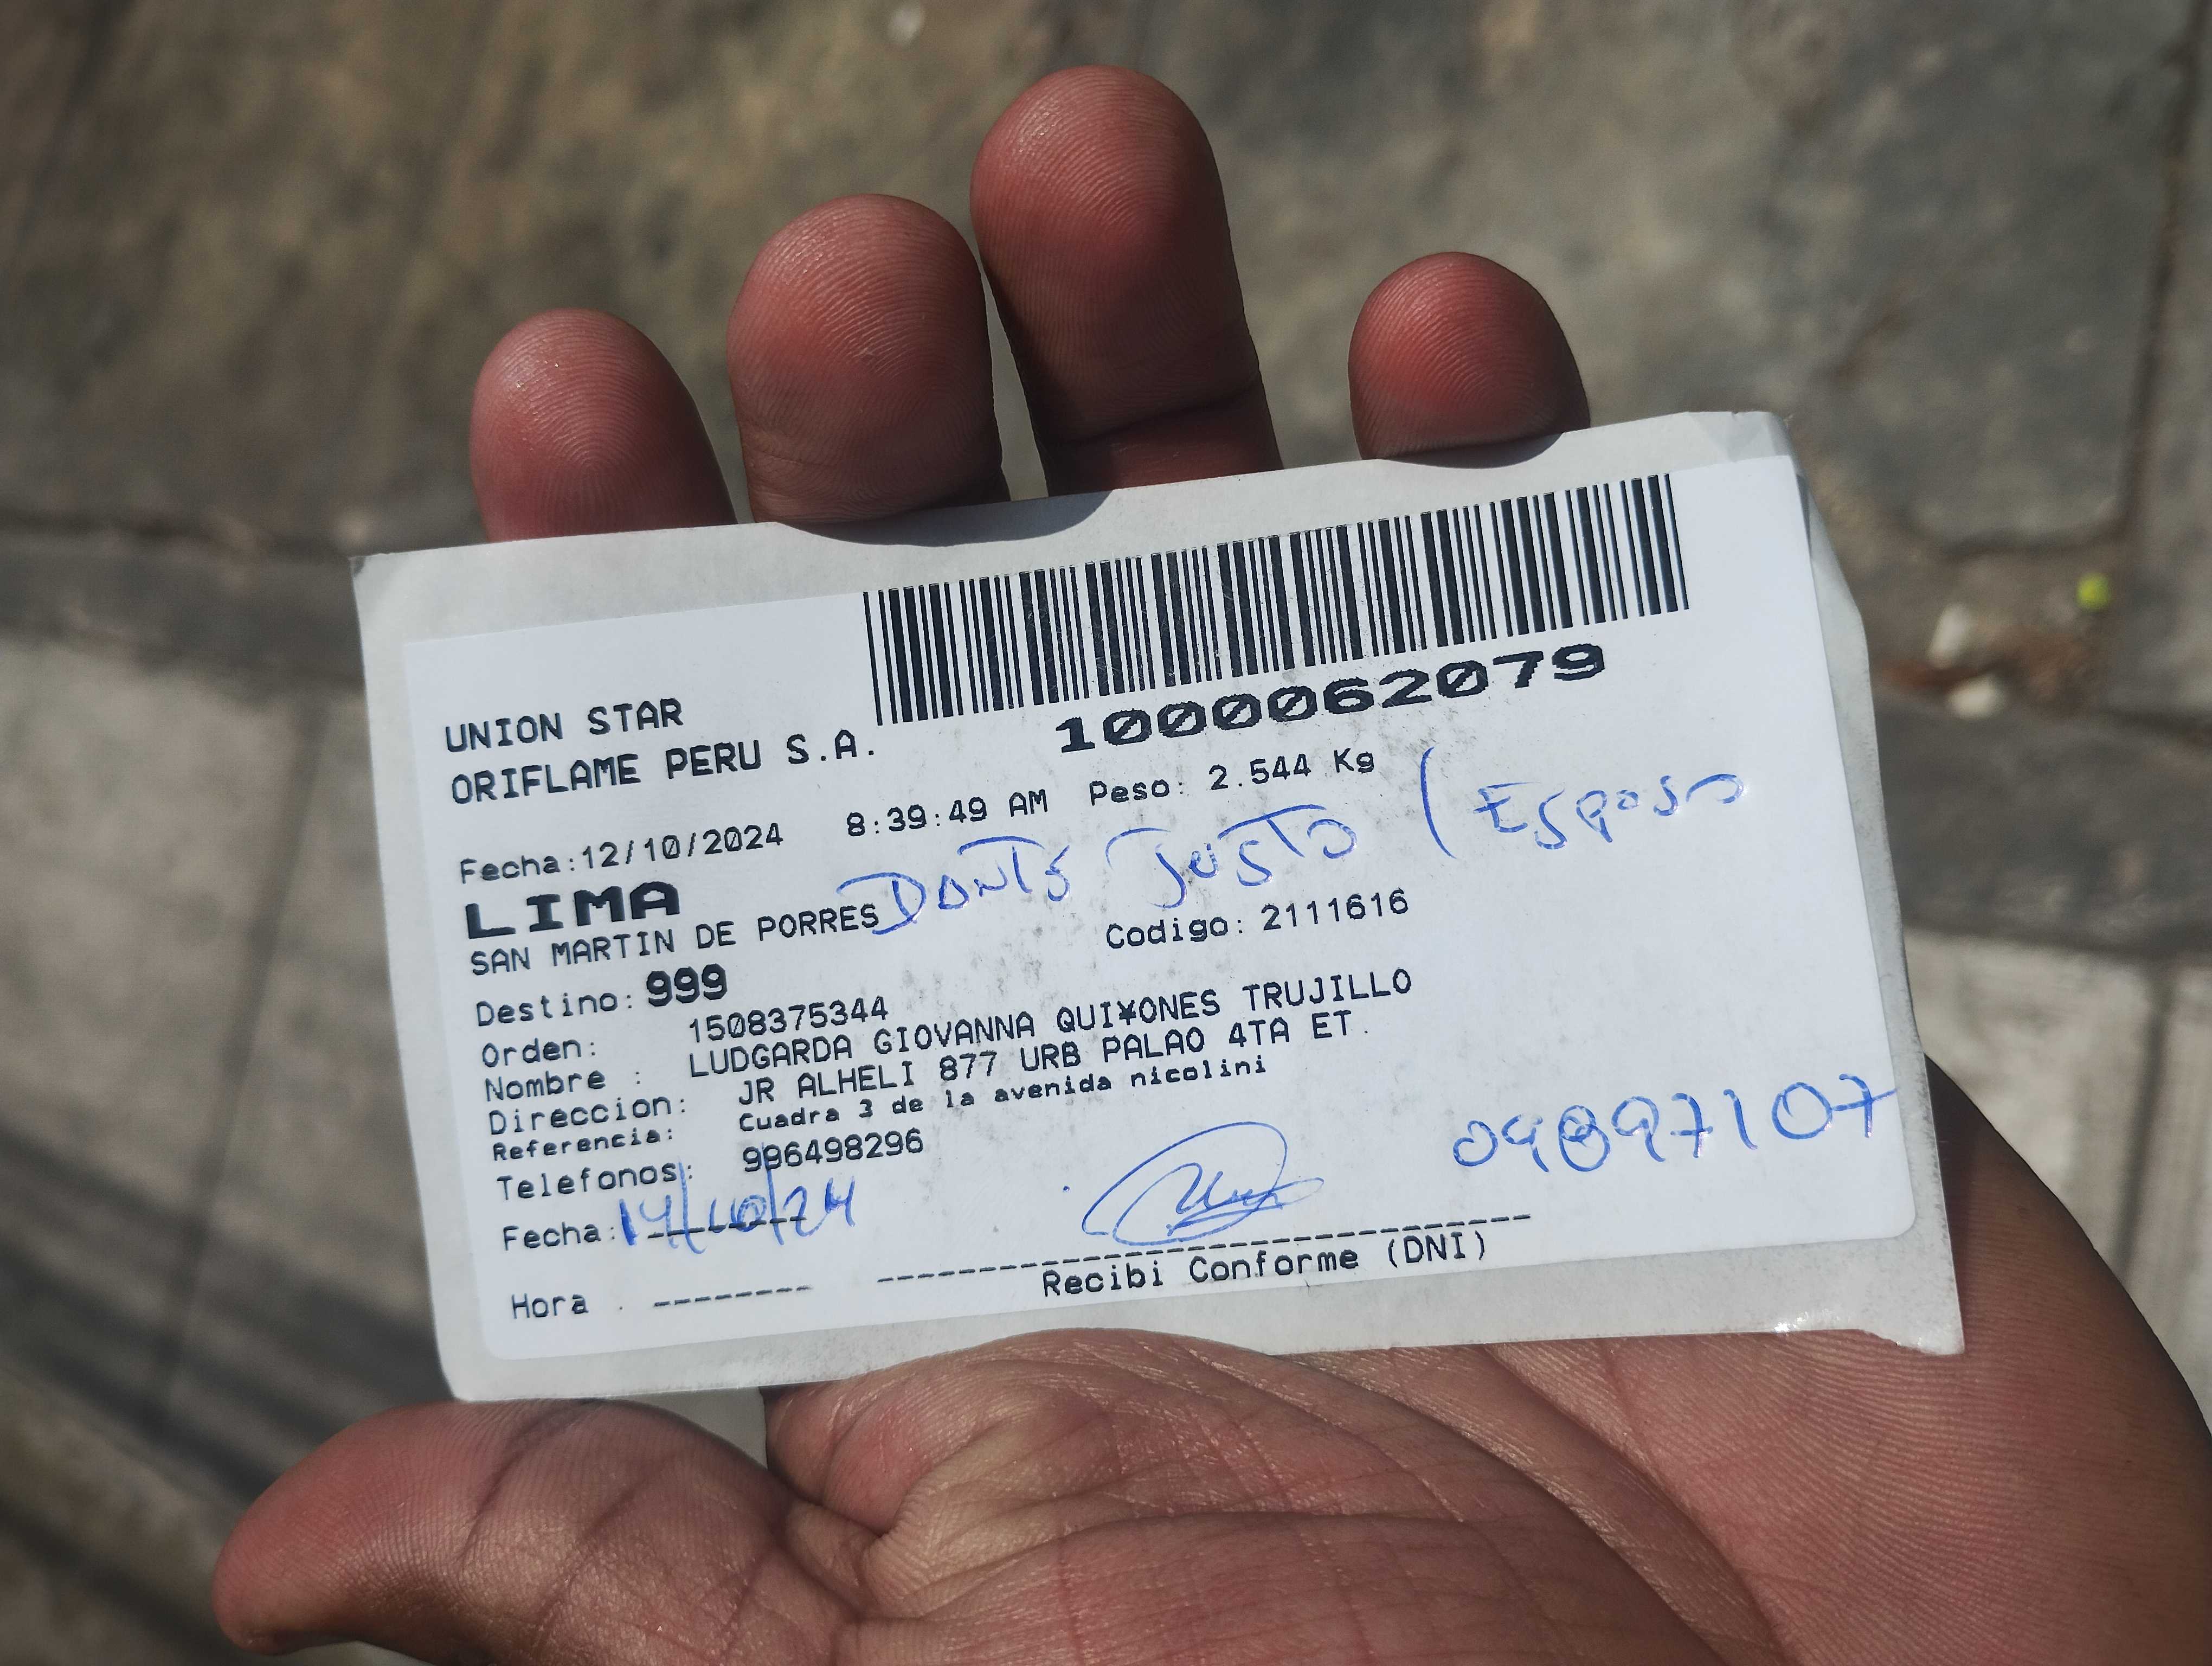 1000062079
UNION STAR
ORIFLAME PERU S.A.
Fecha:12/10/2024 8:39:49 AM Peso: 2.544 Kg
LIMA DANTE JUSTO (ESPOSO
SAN MARTIN DE PORRES Codigo: 2111616
Destino: 999
Orden: 1508375344
Nombre : LUDGARDA GIOVANNA QUI¥ONES TRUJILLO
Direccion: JR ALHELI 877 URB PALAO 4TA ET.
Referencia: Cuadra 3 de la avenida nicolini
Telefonos: 996498296
Fecha: 14/10/24 09897107
Hora . -------- Recibi Conforme (DNI)